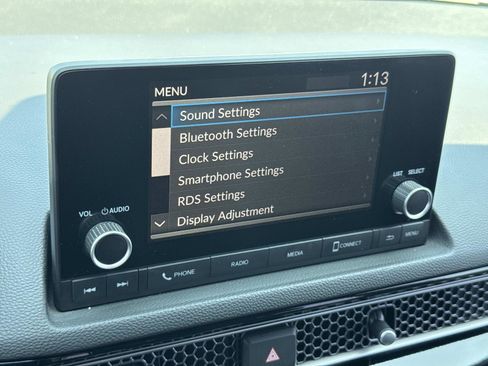 MENU 1:13
Sound Settings
Bluetooth Settings
Clock Settings
Smartphone Settings
RDS Settings
Display Adjustment
VOL AUDIO
LIST SELECT
PHONE RADIO MEDIA CONNECT MENU